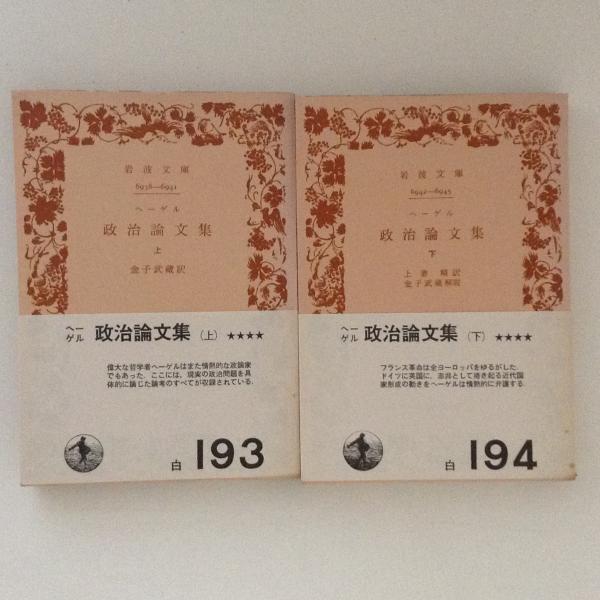 岩波文庫
6938—6941
ヘーゲル
政治論文集
上
金子武蔵訳
ヘーゲル 政治論文集 (上) ★★★★
偉大な哲学者ヘーゲルはまた情熱的な政論家
でもあった. ここには, 現実の政治問題を具
体的に論じた論考のすべてが収録されている.
白 193
岩波文庫
6942—6945
ヘーゲル
政治論文集
下
上妻 精訳
金子武蔵解説
ヘーゲル 政治論文集 (下) ★★★★
フランス革命は全ヨーロッパをゆるがした.
ドイツに英国に, 澎湃として捲き起る近代国
家形成の動きをヘーゲルは情熱的に弁護する.
白 194